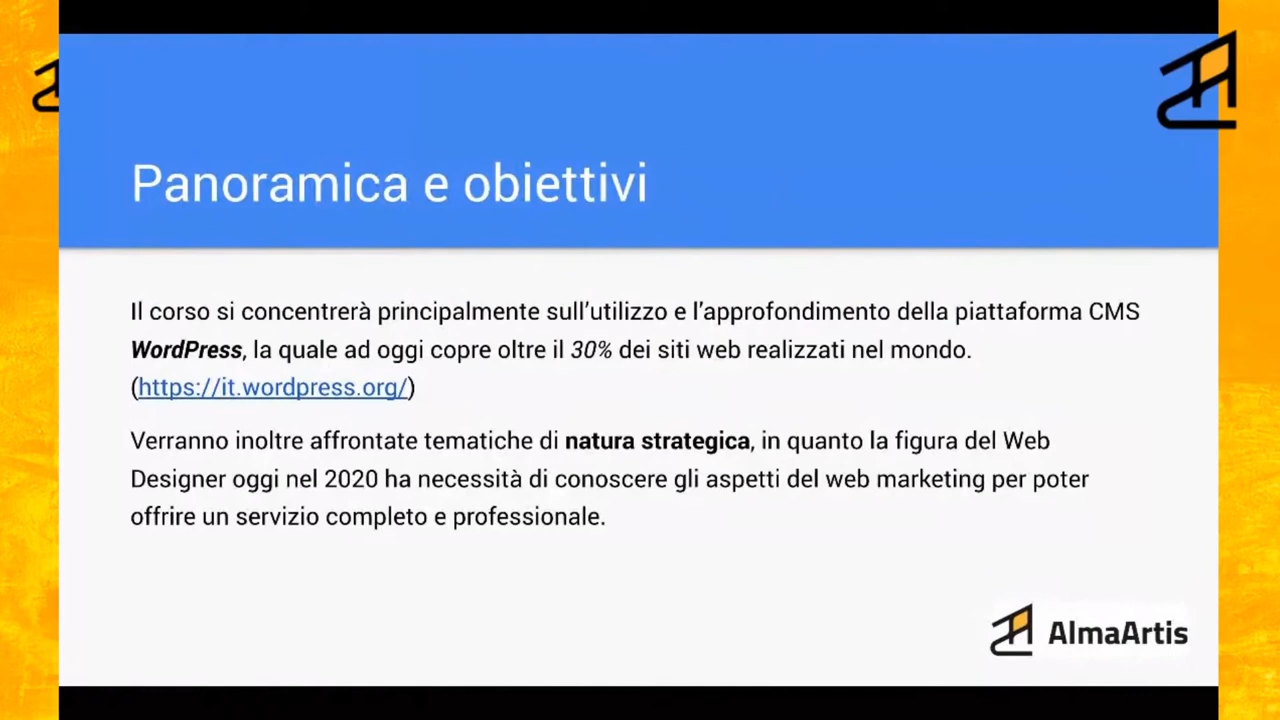 Panoramica e obiettivi
Il corso si concentrerà principalmente sull'utilizzo e l'approfondimento della piattaforma CMS
WordPress, la quale ad oggi copre oltre il 30% dei siti web realizzati nel mondo.
(https://it.wordpress.org/)
Verranno inoltre affrontate tematiche di natura strategica, in quanto la figura del Web
Designer oggi nel 2020 ha necessità di conoscere gli aspetti del web marketing per poter
offrire un servizio completo e professionale.
AlmaArtis